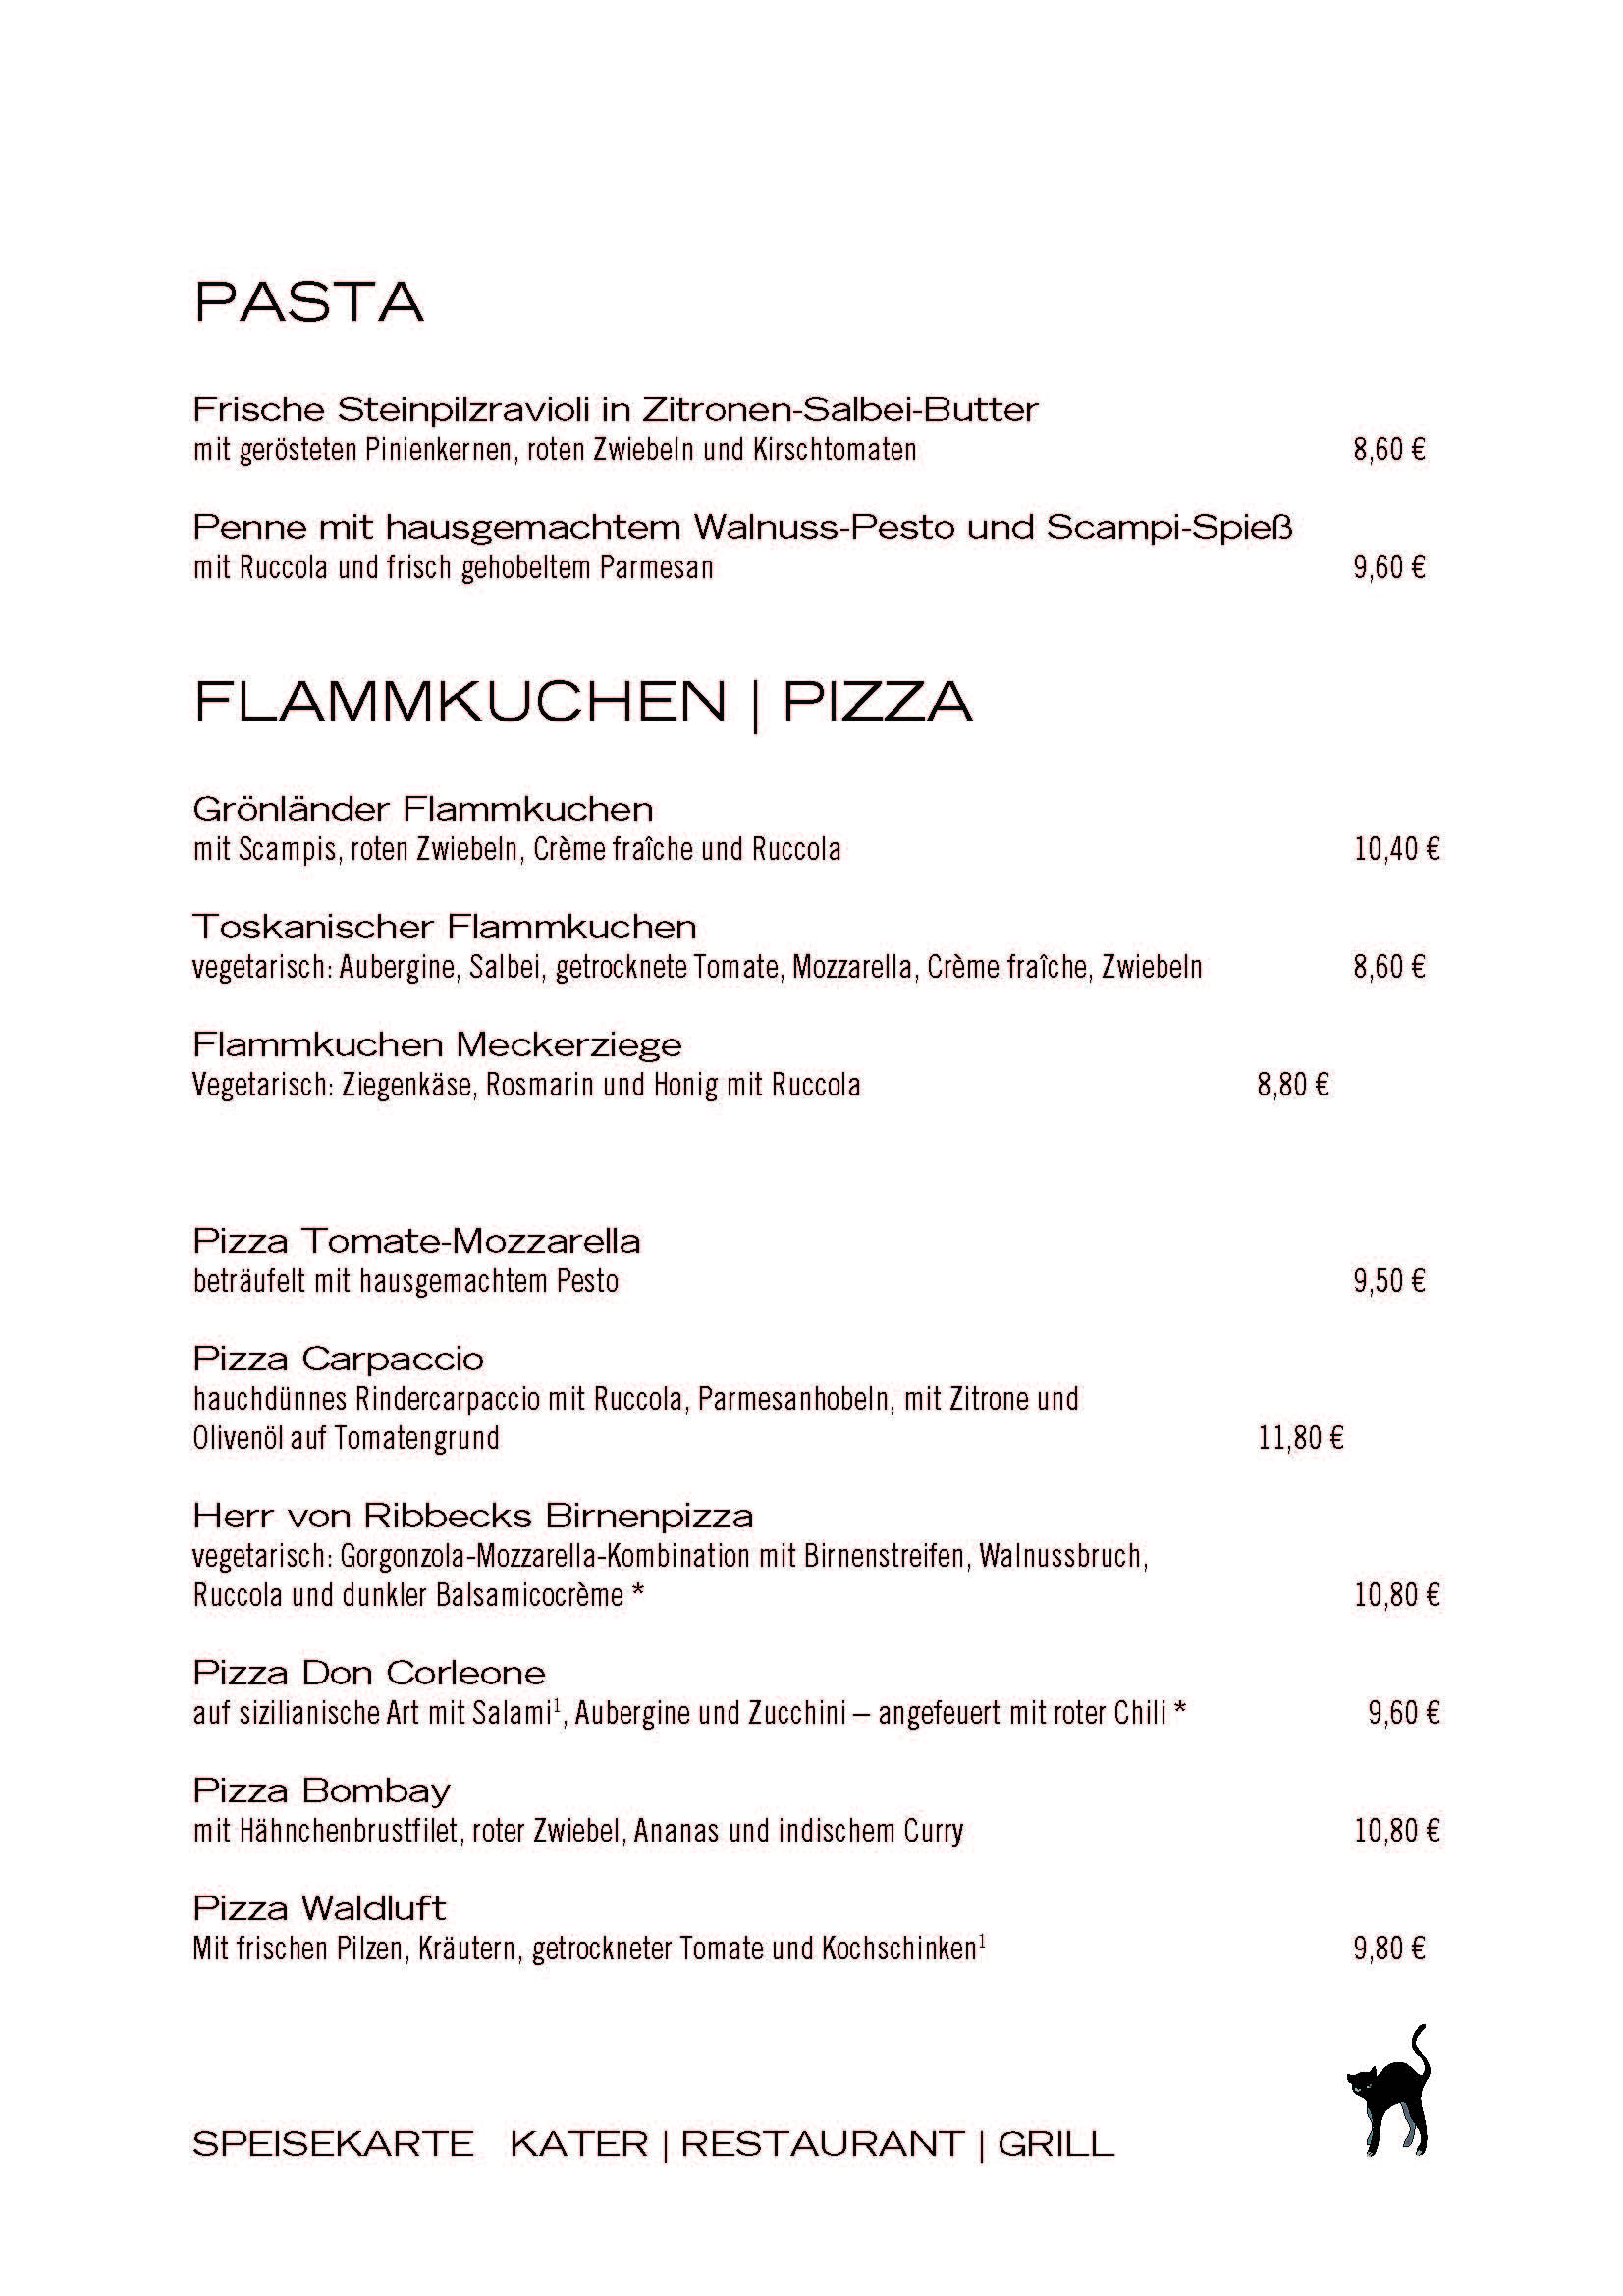 PASTA
Frische Steinpilzravioli in Zitronen-Salbei-Butter
mit gerösteten Pinienkernen, roten Zwiebeln und Kirschtomaten 8,60 €
Penne mit hausgemachtem Walnuss-Pesto und Scampi-Spieß
mit Ruccola und frisch gehobeltem Parmesan 9,60 €
FLAMMKUCHEN | PIZZA
Grönländer Flammkuchen
mit Scampis, roten Zwiebeln, Crème fraîche und Ruccola 10,40 €
Toskanischer Flammkuchen
vegetarisch: Aubergine, Salbei, getrocknete Tomate, Mozzarella, Crème fraîche, Zwiebeln 8,60 €
Flammkuchen Meckerziege
Vegetarisch: Ziegenkäse, Rosmarin und Honig mit Ruccola 8,80 €
Pizza Tomate-Mozzarella
beträufelt mit hausgemachtem Pesto 9,50 €
Pizza Carpaccio
hauchdünnes Rindercarpaccio mit Ruccola, Parmesanhobeln, mit Zitrone und
Olivenöl auf Tomatengrund 11,80 €
Herr von Ribbecks Birnenpizza
vegetarisch: Gorgonzola-Mozzarella-Kombination mit Birnenstreifen, Walnussbruch,
Ruccola und dunkler Balsamicocrème * 10,80 €
Pizza Don Corleone
auf sizilianische Art mit Salami¹, Aubergine und Zucchini – angefeuert mit roter Chili * 9,60 €
Pizza Bombay
mit Hähnchenbrustfilet, roter Zwiebel, Ananas und indischem Curry 10,80 €
Pizza Waldluft
Mit frischen Pilzen, Kräutern, getrockneter Tomate und Kochschinken¹ 9,80 €
SPEISEKARTE KATER | RESTAURANT | GRILL